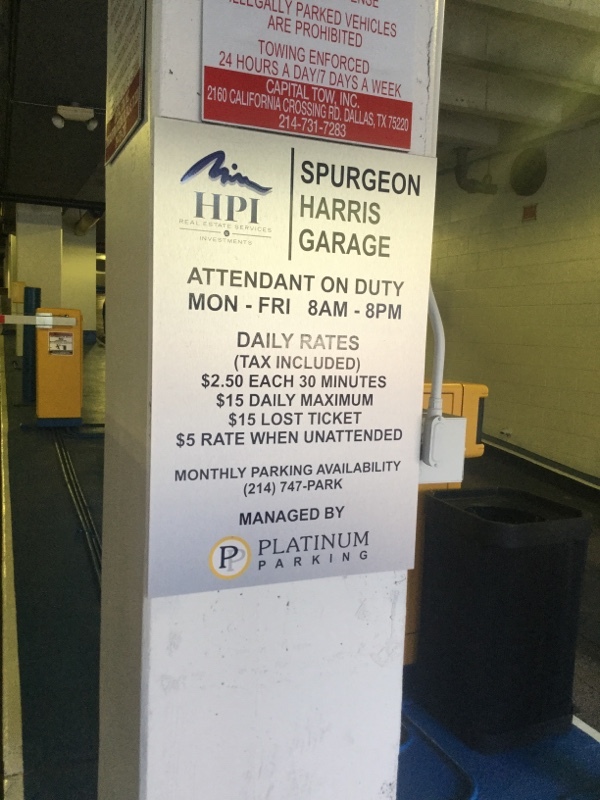 ILLEGALLY PARKED VEHICLES
ARE PROHIBITED
TOWING ENFORCED
24 HOURS A DAY/7 DAYS A WEEK
CAPITAL TOW, INC.
2160 CALIFORNIA CROSSING RD. DALLAS, TX 75220
214-731-7283
HPI
REAL ESTATE SERVICES
&
INVESTMENTS
SPURGEON
HARRIS
GARAGE
ATTENDANT ON DUTY
MON - FRI 8AM - 8PM
DAILY RATES
(TAX INCLUDED)
$2.50 EACH 30 MINUTES
$15 DAILY MAXIMUM
$15 LOST TICKET
$5 RATE WHEN UNATTENDED
MONTHLY PARKING AVAILABILITY
(214) 747-PARK
MANAGED BY
PP PLATINUM
PARKING